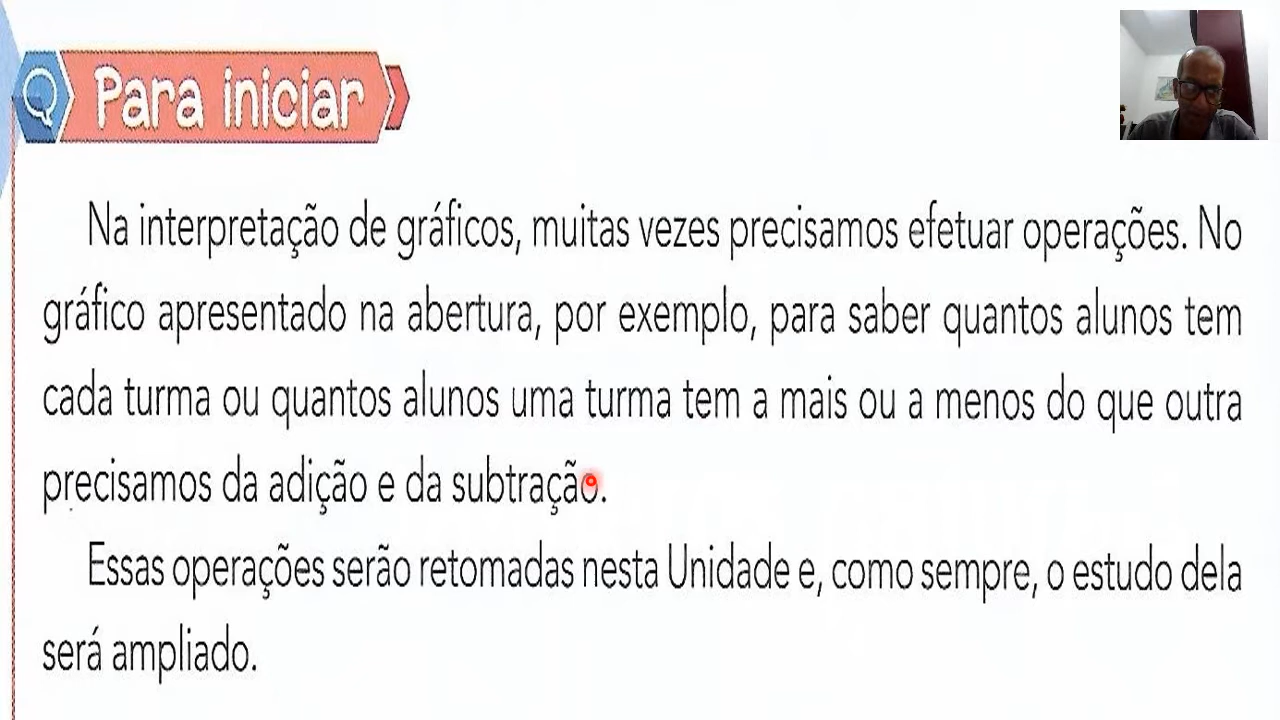 Para iniciar
Na interpretação de gráficos, muitas vezes precisamos efetuar operações. No
gráfico apresentado na abertura, por exemplo, para saber quantos alunos tem
cada turma ou quantos alunos uma turma tem a mais ou a menos do que outra
precisamos da adição e da subtração.
Essas operações serão retomadas nesta Unidade e, como sempre, o estudo dela
será ampliado.